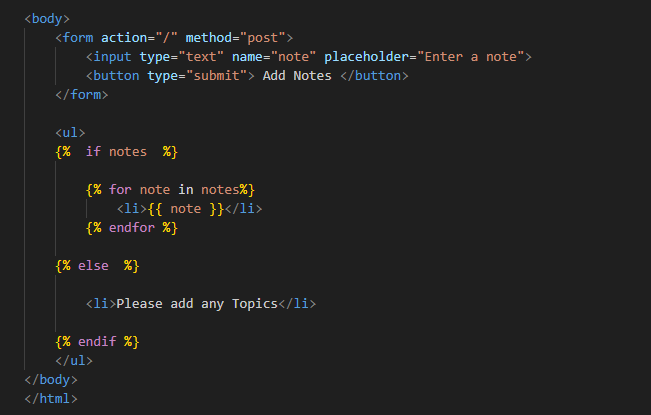 <body>
<form action="/" method="post">
<input type="text" name="note" placeholder="Enter a note">
<button type="submit"> Add Notes </button>
</form>
<ul>
{%  if notes  %}
{% for note in notes%}
<li>{{ note }}</li>
{% endfor %}
{% else  %}
<li>Please add any Topics</li>
{% endif %}
</ul>
</body>
</html>